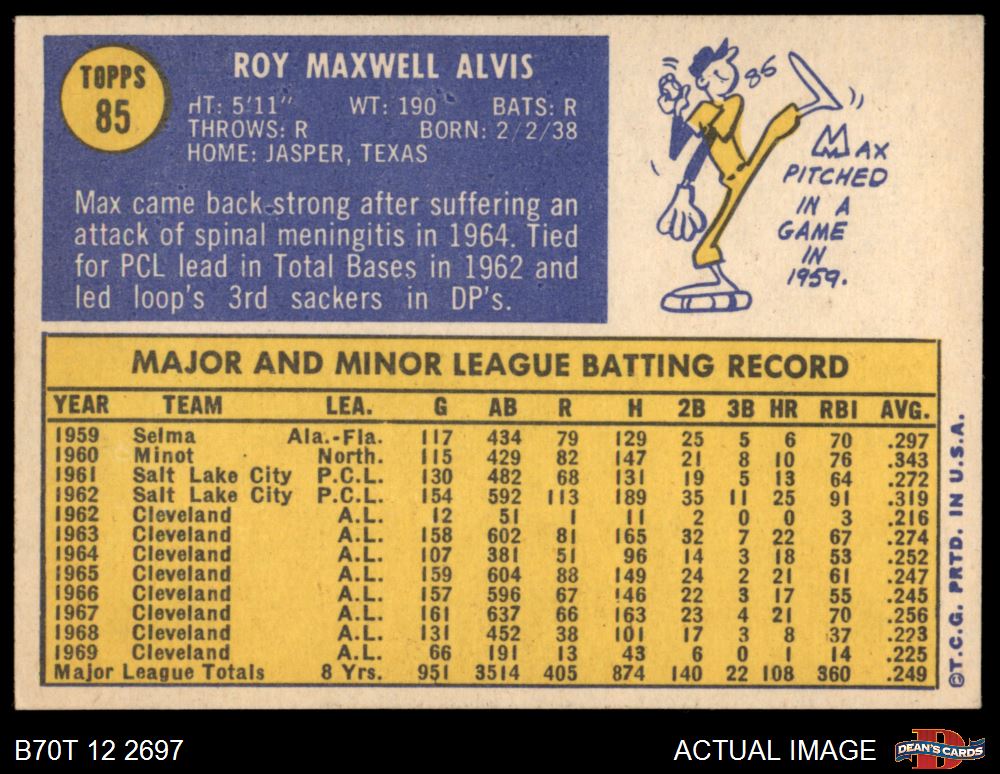 TOPPS
85
ROY MAXWELL ALVIS
HT: 5'11" WT: 190 BATS: R
THROWS: R BORN: 2/2/38
HOME: JASPER, TEXAS
Max came back strong after suffering an
attack of spinal meningitis in 1964. Tied
for PCL lead in Total Bases in 1962 and
led loop's 3rd sackers in DP's.
86
MAX
PITCHED
IN A
GAME
IN
1959.
MAJOR AND MINOR LEAGUE BATTING RECORD
YEAR TEAM LEA. G AB R H 2B 3B HR RBI AVG.
1959 Selma Ala.-Fla. 117 434 79 129 25 5 6 70 .297
1960 Minot North. 115 429 82 147 21 8 10 76 .343
1961 Salt Lake City P.C.L. 130 482 68 131 19 5 13 64 .272
1962 Salt Lake City P.C.L. 154 592 113 189 35 11 25 91 .319
1962 Cleveland A.L. 12 51 1 11 2 0 0 3 .216
1963 Cleveland A.L. 158 602 81 165 32 7 22 67 .274
1964 Cleveland A.L. 107 381 51 96 14 3 18 53 .252
1965 Cleveland A.L. 159 604 88 149 24 2 21 61 .247
1966 Cleveland A.L. 157 596 67 146 22 3 17 55 .245
1967 Cleveland A.L. 161 637 66 163 23 4 21 70 .256
1968 Cleveland A.L. 131 452 38 101 17 3 8 37 .223
1969 Cleveland A.L. 66 191 13 43 6 0 1 14 .225
Major League Totals 8 Yrs. 951 3514 405 874 140 22 108 360 .249
©T.C.G. PRTD. IN U.S.A.
B70T 12 2697
ACTUAL IMAGE
DEAN'S CARDS